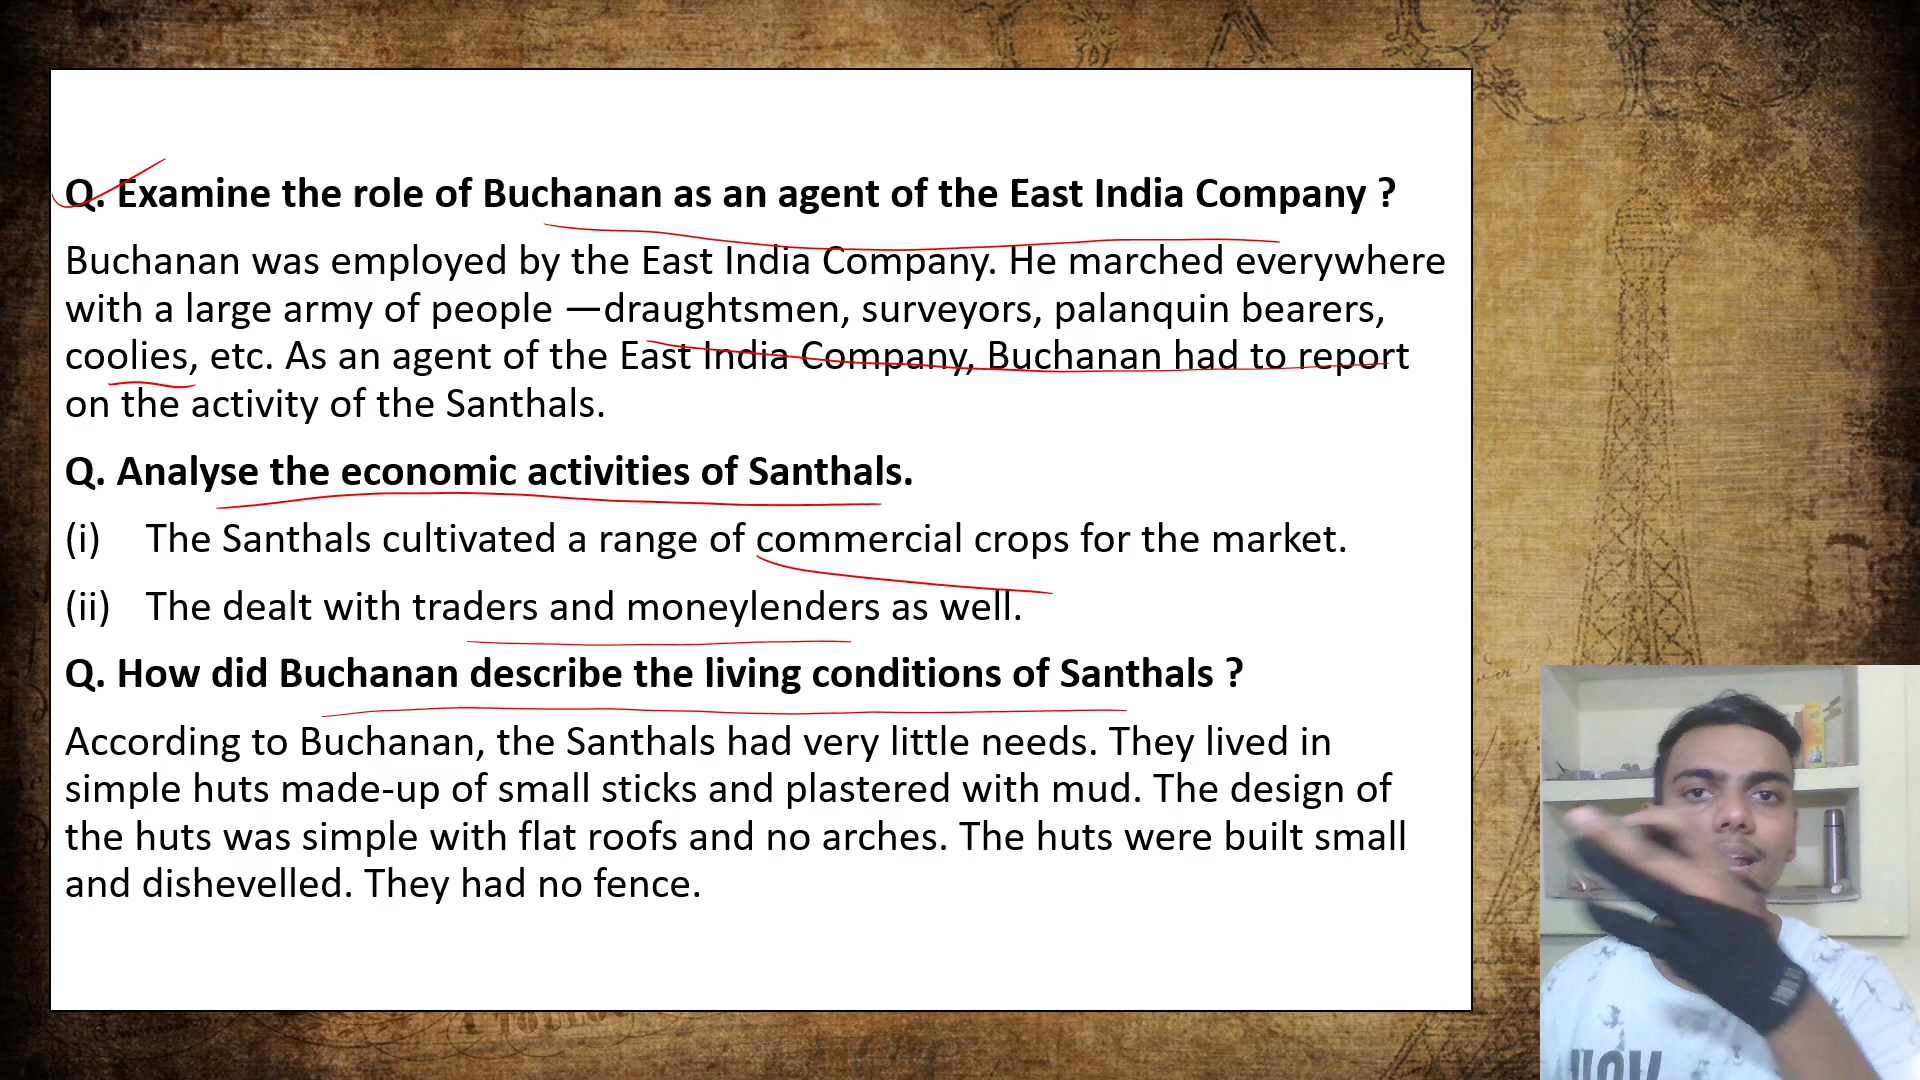 Q. Examine the role of Buchanan as an agent of the East India Company ?
Buchanan was employed by the East India Company. He marched everywhere
with a large army of people —draughtsmen, surveyors, palanquin bearers,
coolies, etc. As an agent of the East India Company, Buchanan had to report
on the activity of the Santhals.
Q. Analyse the economic activities of Santhals.
(i) The Santhals cultivated a range of commercial crops for the market.
(ii) The dealt with traders and moneylenders as well.
Q. How did Buchanan describe the living conditions of Santhals ?
According to Buchanan, the Santhals had very little needs. They lived in
simple huts made-up of small sticks and plastered with mud. The design of
the huts was simple with flat roofs and no arches. The huts were built small
and dishevelled. They had no fence.